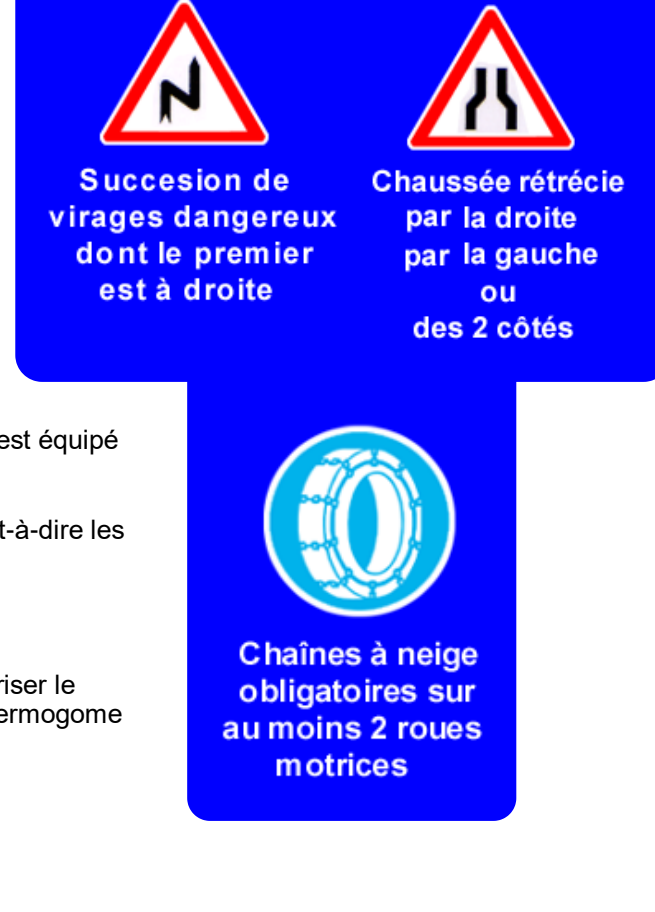 Succesion de
virages dangereux
dont le premier
est à droite
Chaussée rétrécie
par la droite
par la gauche
ou
des 2 côtés
est équipé
t-à-dire les
riser le
ermogome
Chaînes à neige
obligatoires sur
au moins 2 roues
motrices